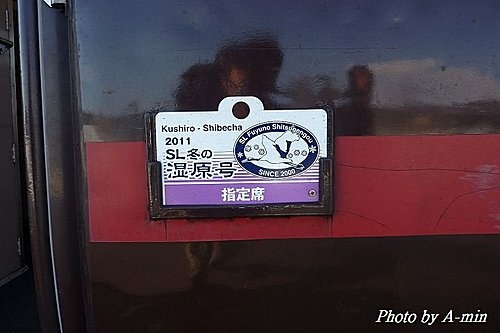 Kushiro - Shibecha
2011
SL冬の
湿原号
SL Fuyuno Shitsugengou
SINCE 2000
指定席
Photo by A-min